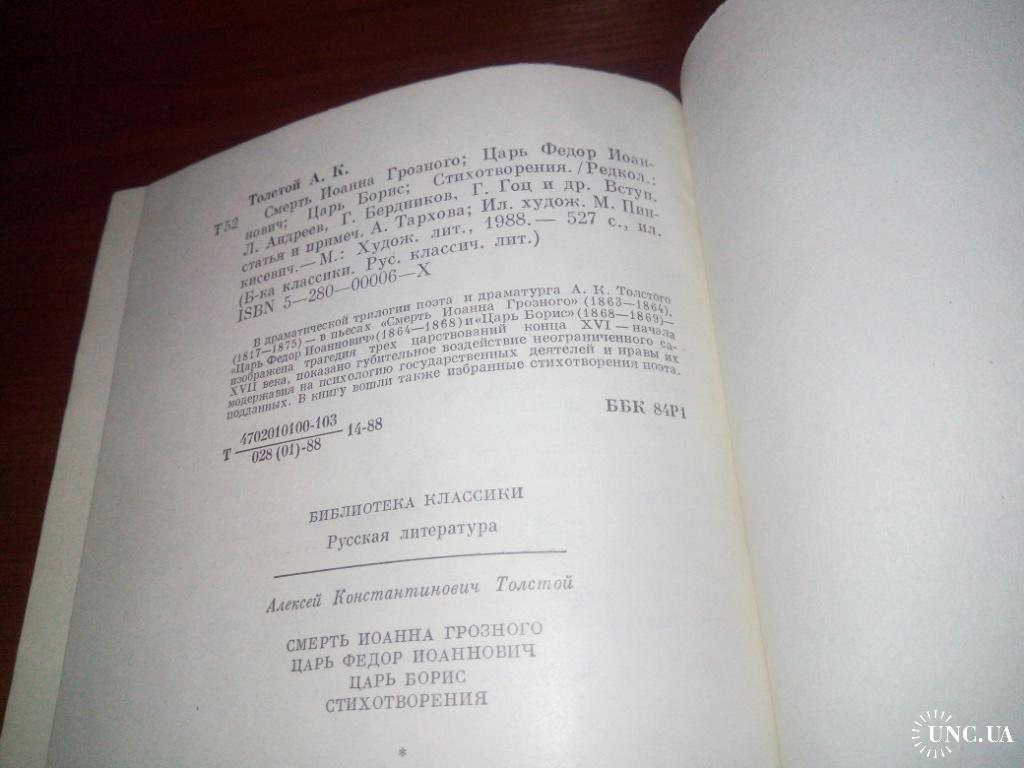 Толстой А. К.
Т52 Смерть Иоанна Грозного; Царь Федор Иоан-
нович; Царь Борис; Стихотворения. /Редкол.:
Л. Андреев, Г. Бердников, Г. Гоц и др. Вступ.
статья и примеч. А. Тархова; Ил. худож. М. Пин-
кисевич.— М.: Худож. лит., 1988.— 527 с., ил.
(Б-ка классики. Рус. классич. лит.)
ISBN 5—280—00006—X
В драматической трилогии поэта и драматурга А. К. Толстого
(1817—1875) — в пьесах «Смерть Иоанна Грозного» (1863—1864),
«Царь Федор Иоаннович» (1864—1868) и «Царь Борис» (1868—1869)—
изображена трагедия трех царствований конца XVI — начала
XVII века, показано губительное воздействие неограниченного са-
модержавия на психологию государственных деятелей и нравы их
подданных. В книгу вошли также избранные стихотворения поэта.
Т 4702010100-103 14-88
028 (01)-88
ББК 84Р1
БИБЛИОТЕКА КЛАССИКИ
Русская литература
Алексей Константинович Толстой
СМЕРТЬ ИОАННА ГРОЗНОГО
ЦАРЬ ФЕДОР ИОАННОВИЧ
ЦАРЬ БОРИС
СТИХОТВОРЕНИЯ
*
UNC.UA